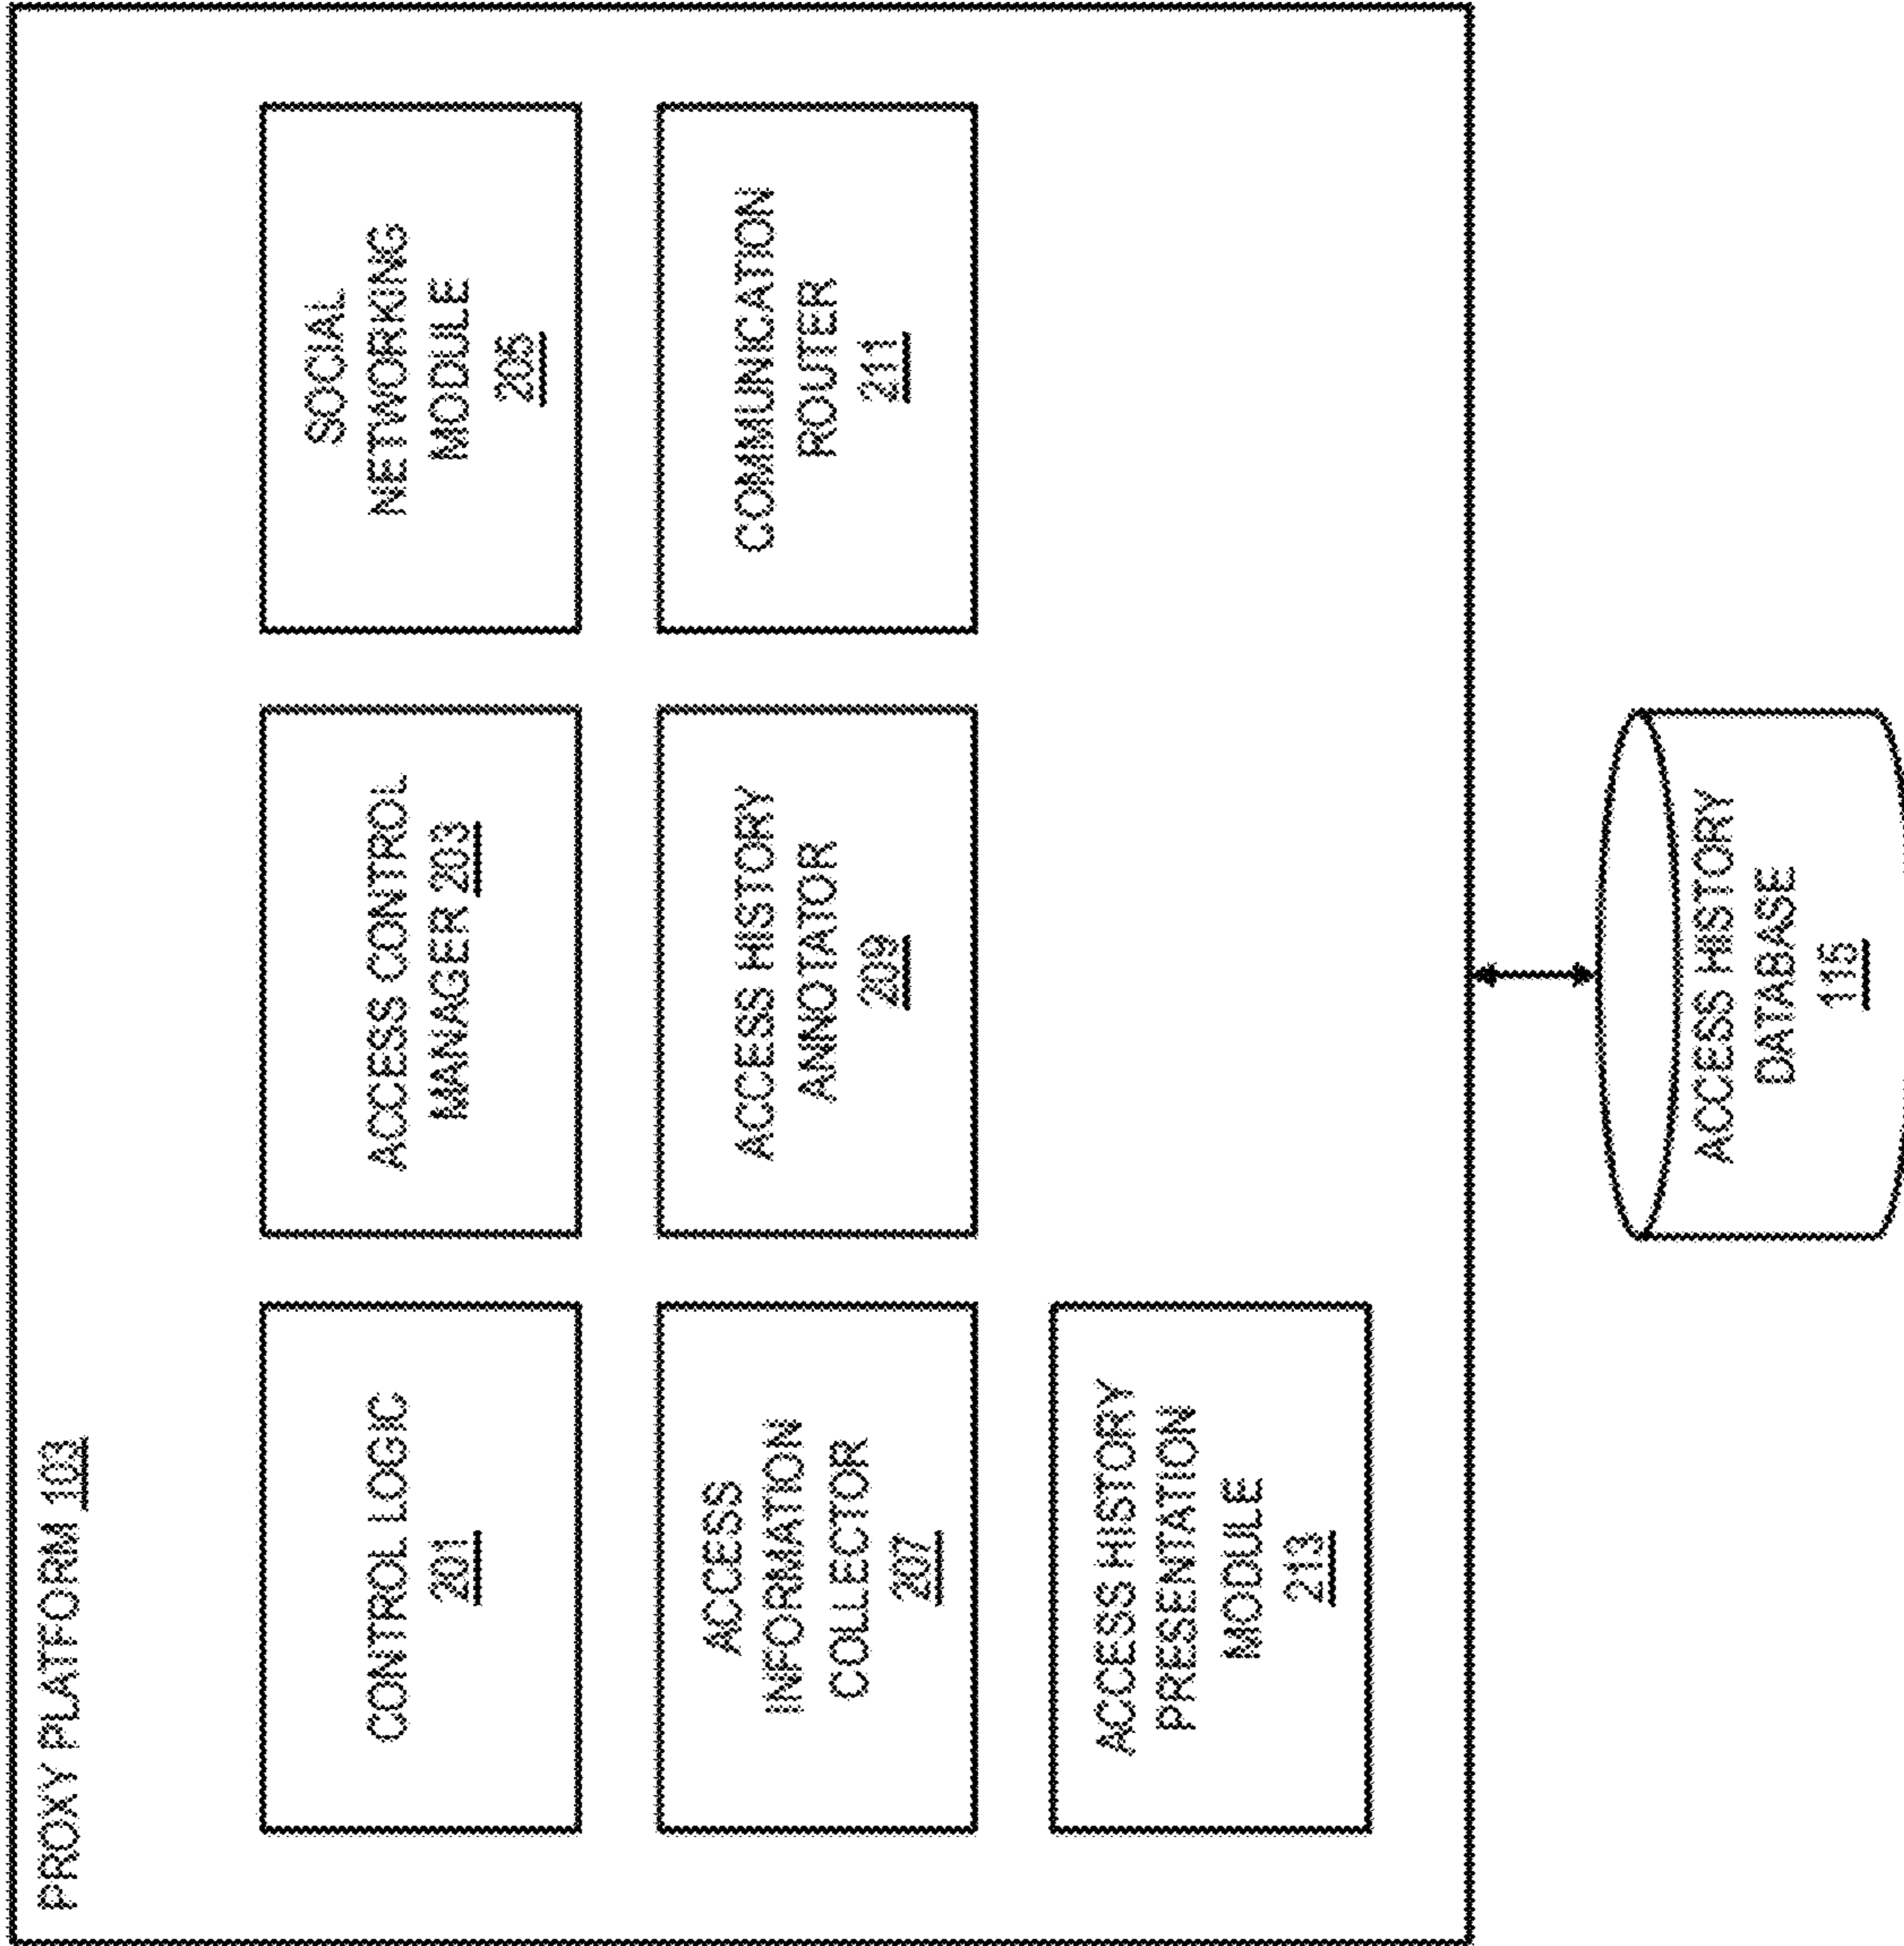 PROXY PLATFORM 103
CONTROL LOGIC
201
ACCESS CONTROL
MANAGER 203
SOCIAL
NETWORKING
MODULE
205
ACCESS
INFORMATION
COLLECTOR
207
ACCESS HISTORY
ANNOTATOR
209
COMMUNICATION
ROUTER
211
ACCESS HISTORY
PRESENTATION
MODULE
213
ACCESS HISTORY
DATABASE
115